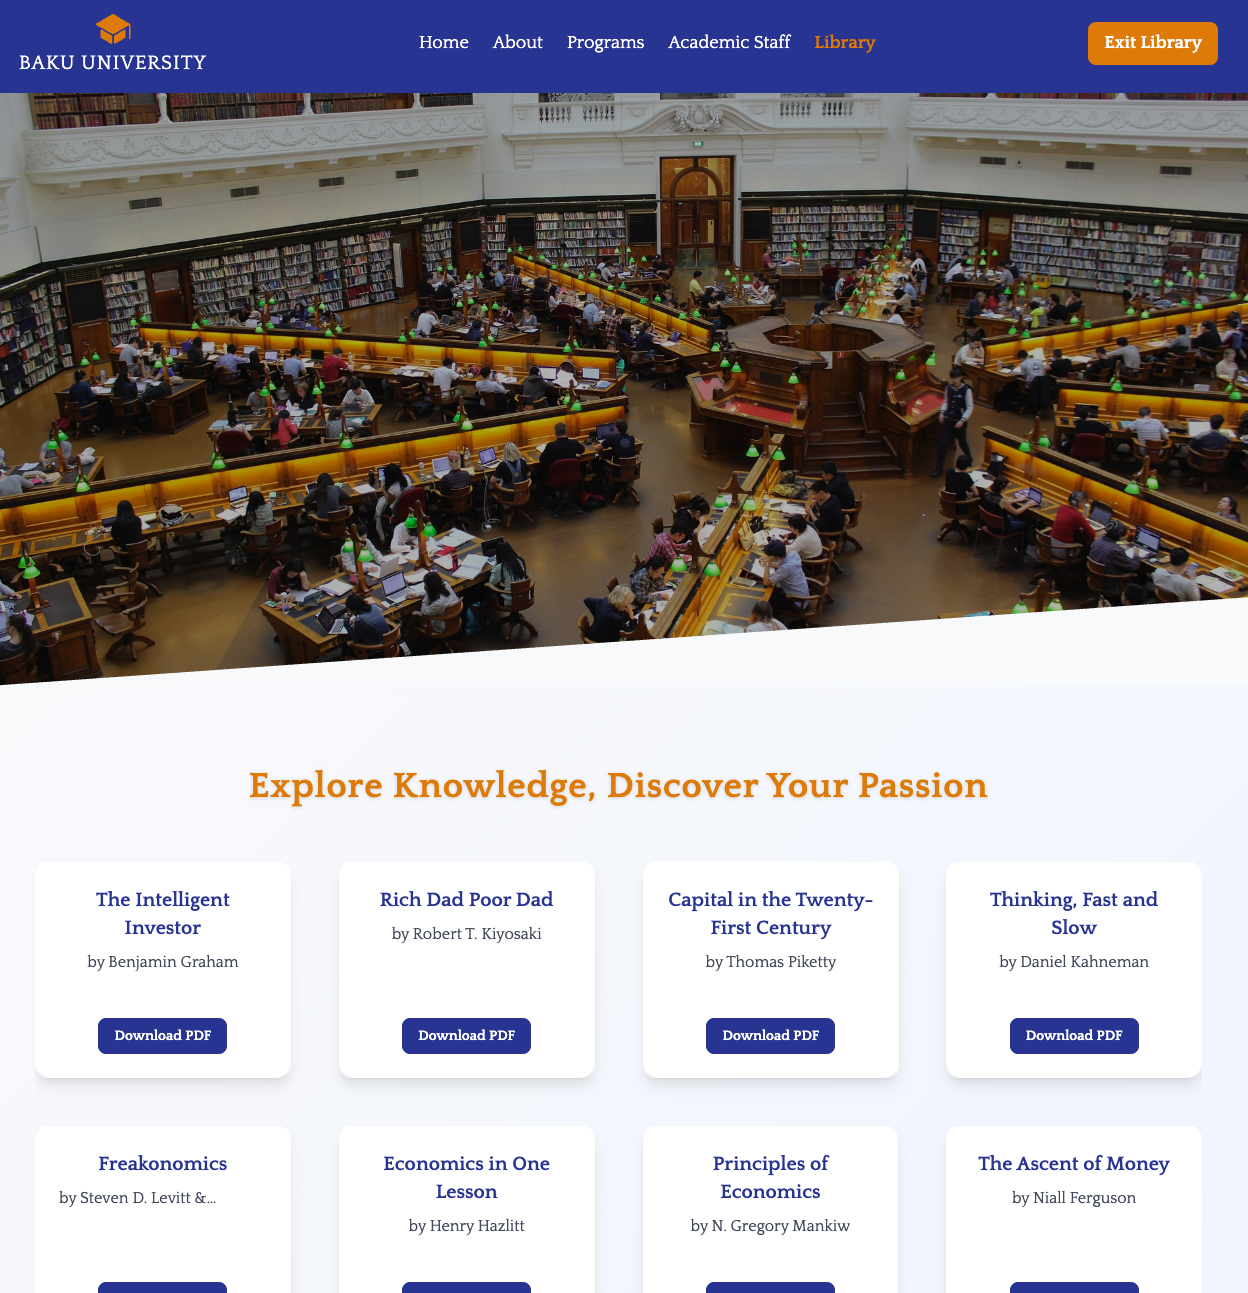 BAKU UNIVERSITY
Home About Programs Academic Staff Library
Exit Library
Explore Knowledge, Discover Your Passion
The Intelligent
Investor
by Benjamin Graham
Download PDF
Rich Dad Poor Dad
by Robert T. Kiyosaki
Download PDF
Capital in the Twenty-
First Century
by Thomas Piketty
Download PDF
Thinking, Fast and
Slow
by Daniel Kahneman
Download PDF
Freakonomics
by Steven D. Levitt &...
Economics in One
Lesson
by Henry Hazlitt
Principles of
Economics
by N. Gregory Mankiw
The Ascent of Money
by Niall Ferguson